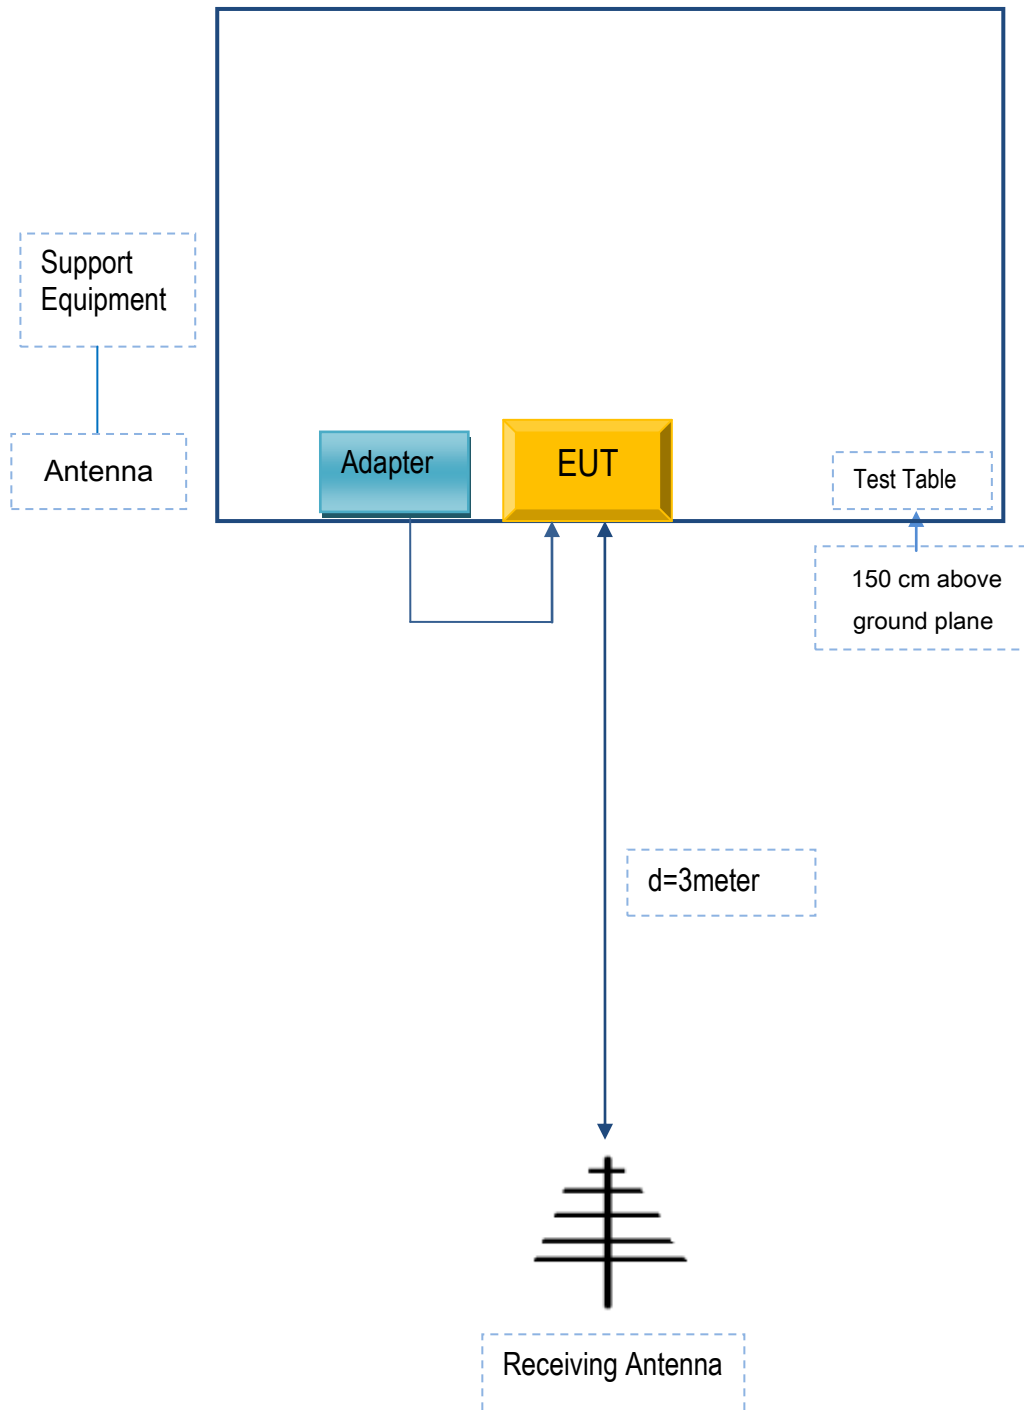 Support
Equipment
Antenna
Adapter
EUT
Test Table
150 cm above
ground plane
d=3meter
Receiving Antenna